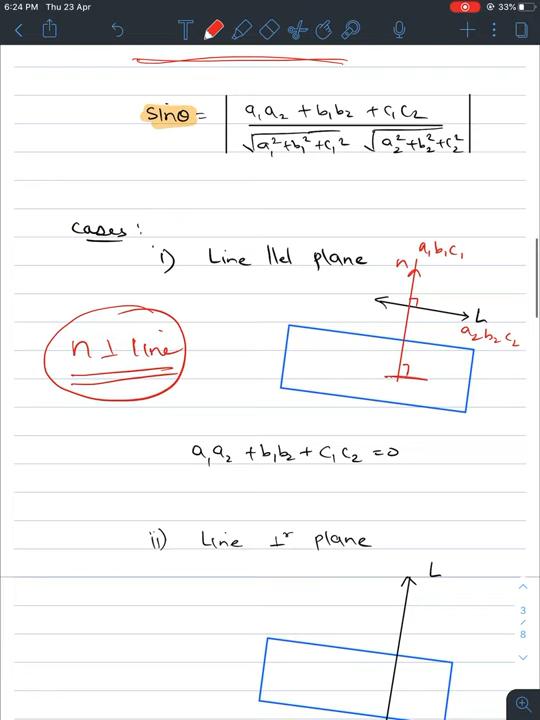 6:24 PM Thu 23 Apr
33%
sinθ = | a₁a₂ + b₁b₂ + c₁c₂ / √a₁²+b₁²+c₁² √a₂²+b₂²+c₂² |
cases :
i) Line llel plane
n a₁ b₁ c₁
L
a₂ b₂ c₂
n ⊥ line
a₁a₂ + b₁b₂ + c₁c₂ = 0
ii) Line ⊥ʳ plane
L
3
/
8